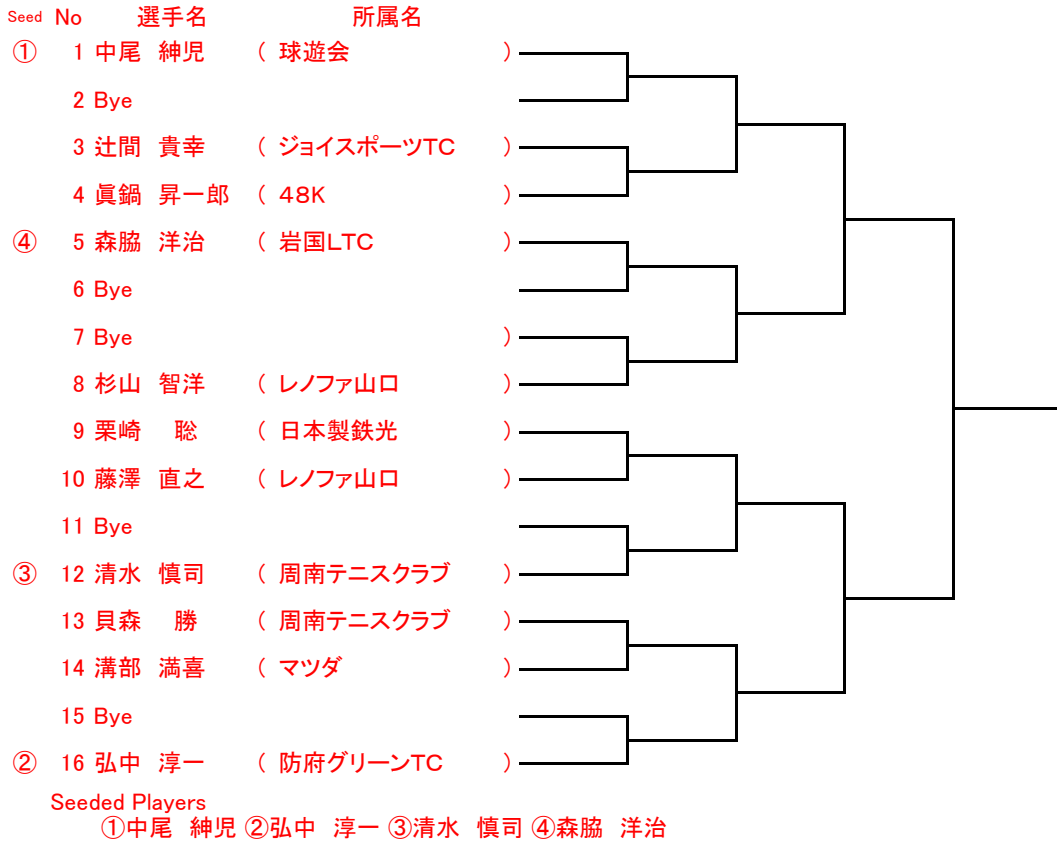 Seed No 選手名 所属名
① 1 中尾 紳児 ( 球遊会 )
2 Bye
3 辻間 貴幸 ( ジョイスポーツTC )
4 眞鍋 昇一郎 ( 48K )
④ 5 森脇 洋治 ( 岩国LTC )
6 Bye
7 Bye )
8 杉山 智洋 ( レノファ山口 )
9 栗崎 聡 ( 日本製鉄光 )
10 藤澤 直之 ( レノファ山口 )
11 Bye
③ 12 清水 慎司 ( 周南テニスクラブ )
13 貝森 勝 ( 周南テニスクラブ )
14 溝部 満喜 ( マツダ )
15 Bye
② 16 弘中 淳一 ( 防府グリーンTC )
Seeded Players
①中尾 紳児 ②弘中 淳一 ③清水 慎司 ④森脇 洋治